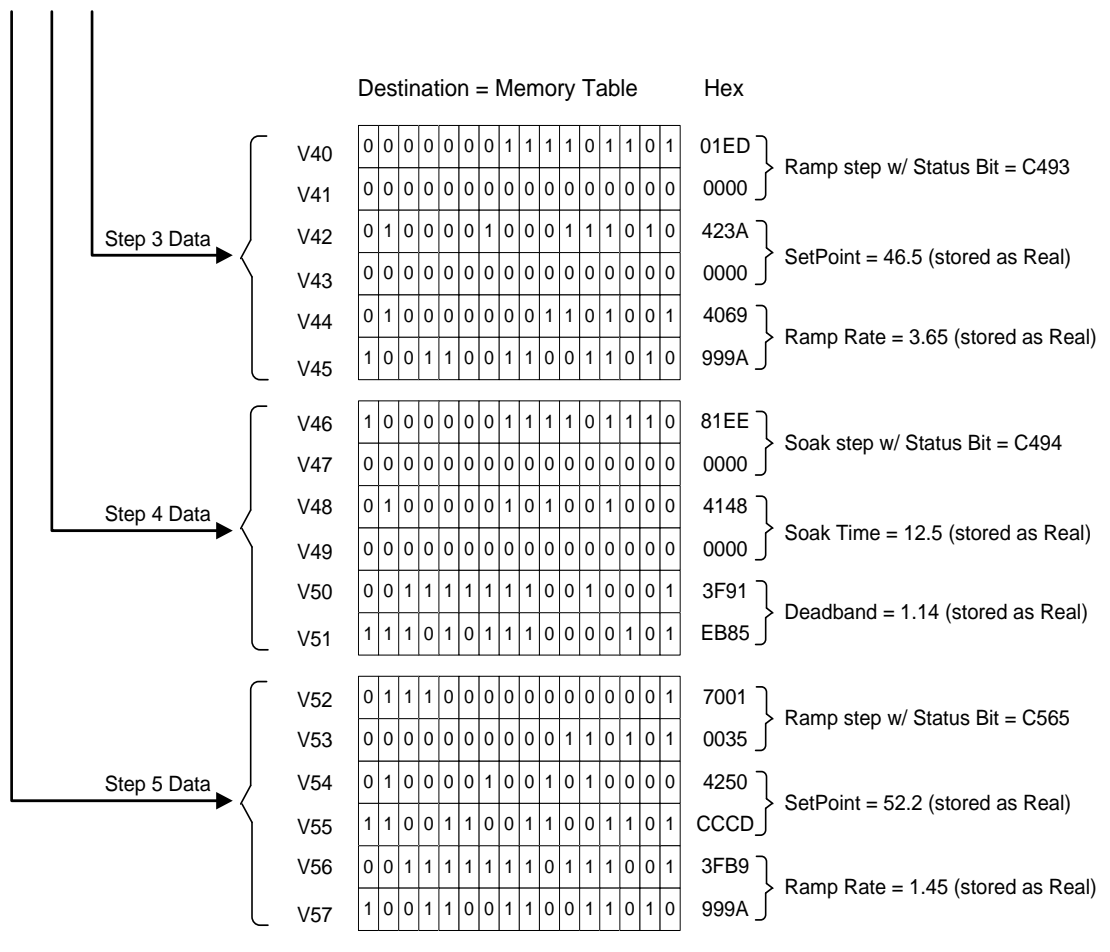 Destination = Memory Table Hex
V40 0 0 0 0 0 0 0 1 1 1 1 0 1 1 0 1 01ED
Ramp step w/ Status Bit = C493
V41 0 0 0 0 0 0 0 0 0 0 0 0 0 0 0 0 0000
Step 3 Data
V42 0 1 0 0 0 0 1 0 0 0 1 1 1 0 1 0 423A
SetPoint = 46.5 (stored as Real)
V43 0 0 0 0 0 0 0 0 0 0 0 0 0 0 0 0 0000
V44 0 1 0 0 0 0 0 0 0 1 1 0 1 0 0 1 4069
Ramp Rate = 3.65 (stored as Real)
V45 1 0 0 1 1 0 0 1 1 0 0 1 1 0 1 0 999A
V46 1 0 0 0 0 0 0 1 1 1 1 0 1 1 1 0 81EE
Soak step w/ Status Bit = C494
V47 0 0 0 0 0 0 0 0 0 0 0 0 0 0 0 0 0000
Step 4 Data
V48 0 1 0 0 0 0 0 1 0 1 0 0 1 0 0 0 4148
Soak Time = 12.5 (stored as Real)
V49 0 0 0 0 0 0 0 0 0 0 0 0 0 0 0 0 0000
V50 0 0 1 1 1 1 1 1 1 0 0 1 0 0 0 1 3F91
Deadband = 1.14 (stored as Real)
V51 1 1 1 0 1 0 1 1 1 0 0 0 0 1 0 1 EB85
V52 0 1 1 1 0 0 0 0 0 0 0 0 0 0 0 1 7001
Ramp step w/ Status Bit = C565
V53 0 0 0 0 0 0 0 0 0 0 1 1 0 1 0 1 0035
Step 5 Data
V54 0 1 0 0 0 0 1 0 0 1 0 1 0 0 0 0 4250
SetPoint = 52.2 (stored as Real)
V55 1 1 0 0 1 1 0 0 1 1 0 0 1 1 0 1 CCCD
V56 0 0 1 1 1 1 1 1 1 0 1 1 1 0 0 1 3FB9
Ramp Rate = 1.45 (stored as Real)
V57 1 0 0 1 1 0 0 1 1 0 0 1 1 0 1 0 999A